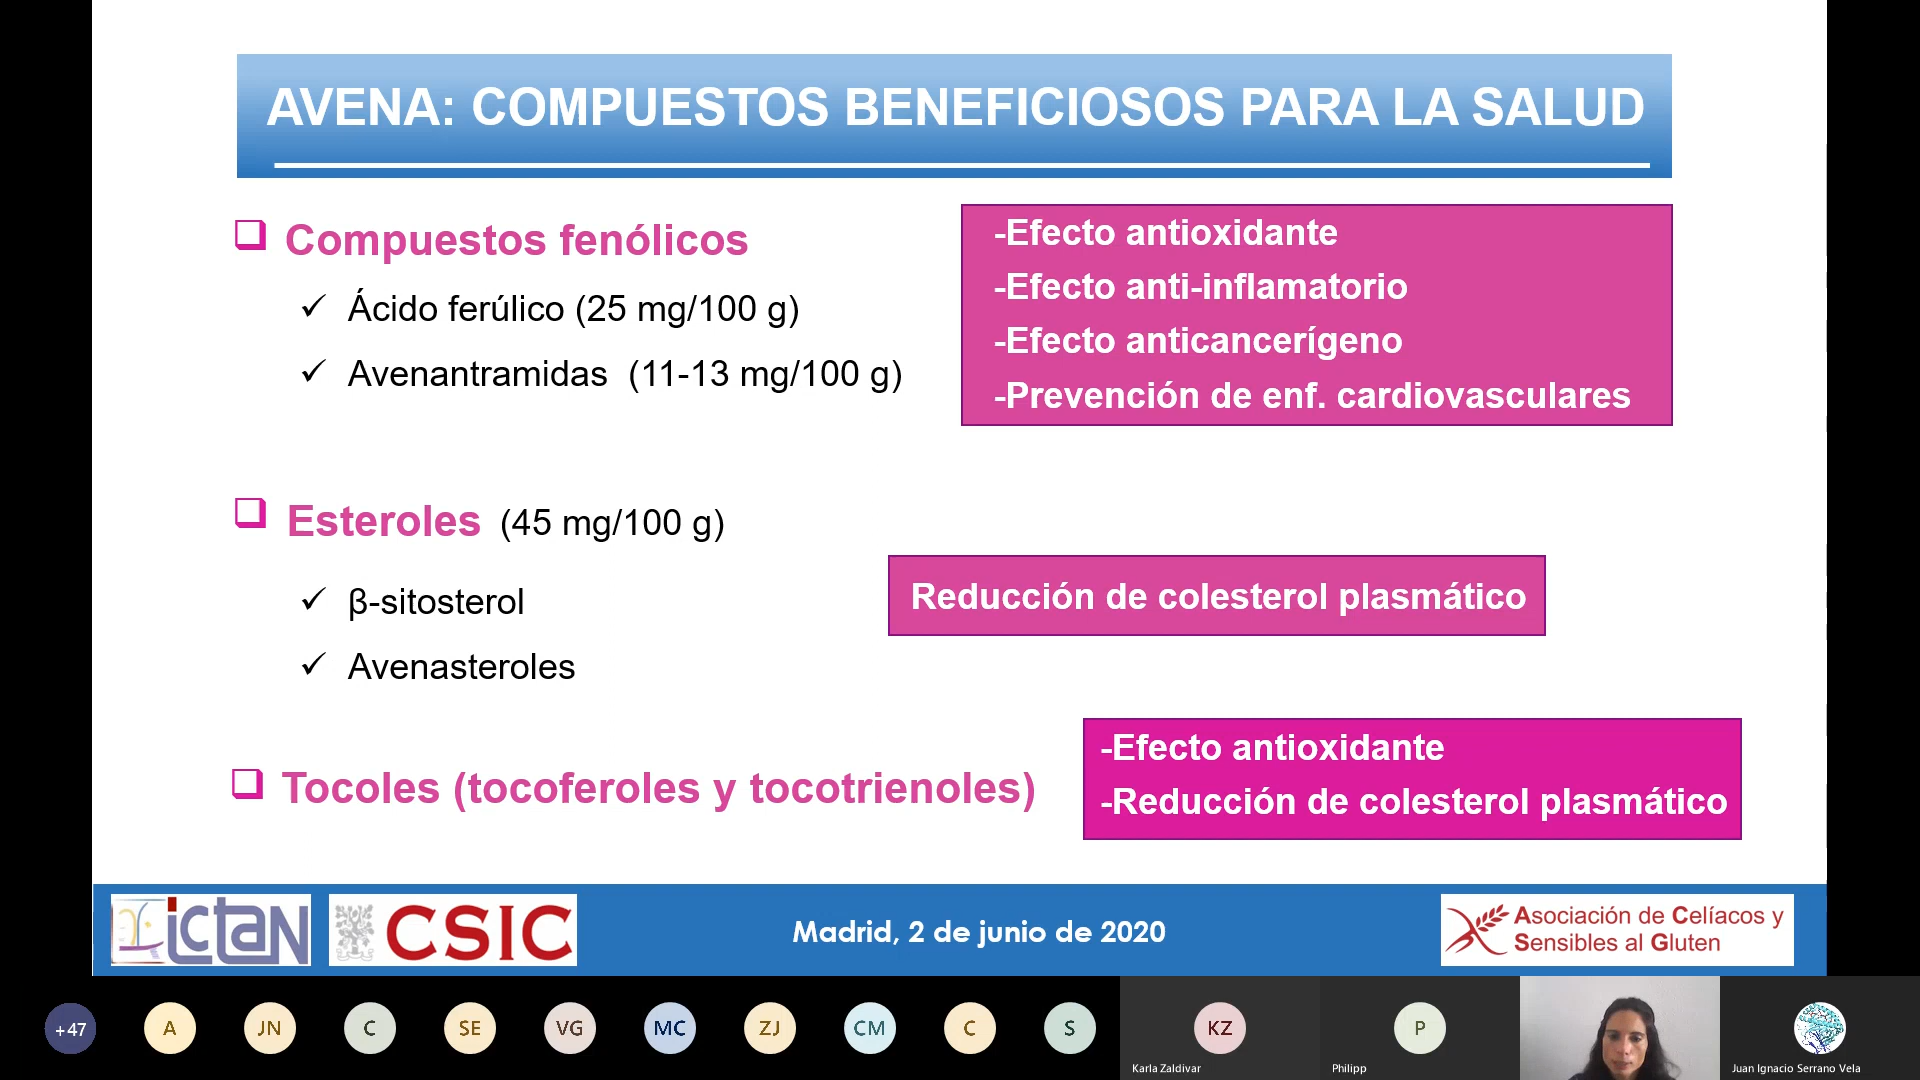 AVENA: COMPUESTOS BENEFICIOSOS PARA LA SALUD
Compuestos fenólicos
Ácido ferúlico (25 mg/100 g)
Avenantramidas (11-13 mg/100 g)
-Efecto antioxidante
-Efecto anti-inflamatorio
-Efecto anticancerígeno
-Prevención de enf. cardiovasculares
Esteroles (45 mg/100 g)
β-sitosterol
Avenasteroles
Reducción de colesterol plasmático
Tocoles (tocoferoles y tocotrienoles)
-Efecto antioxidante
-Reducción de colesterol plasmático
ictan
CSIC
Madrid, 2 de junio de 2020
Asociación de Celíacos y
Sensibles al Gluten
+47
A
JN
C
SE
VG
MC
ZJ
CM
C
S
KZ
Karla Zaldivar
P
Philipp
Juan Ignacio Serrano Vela